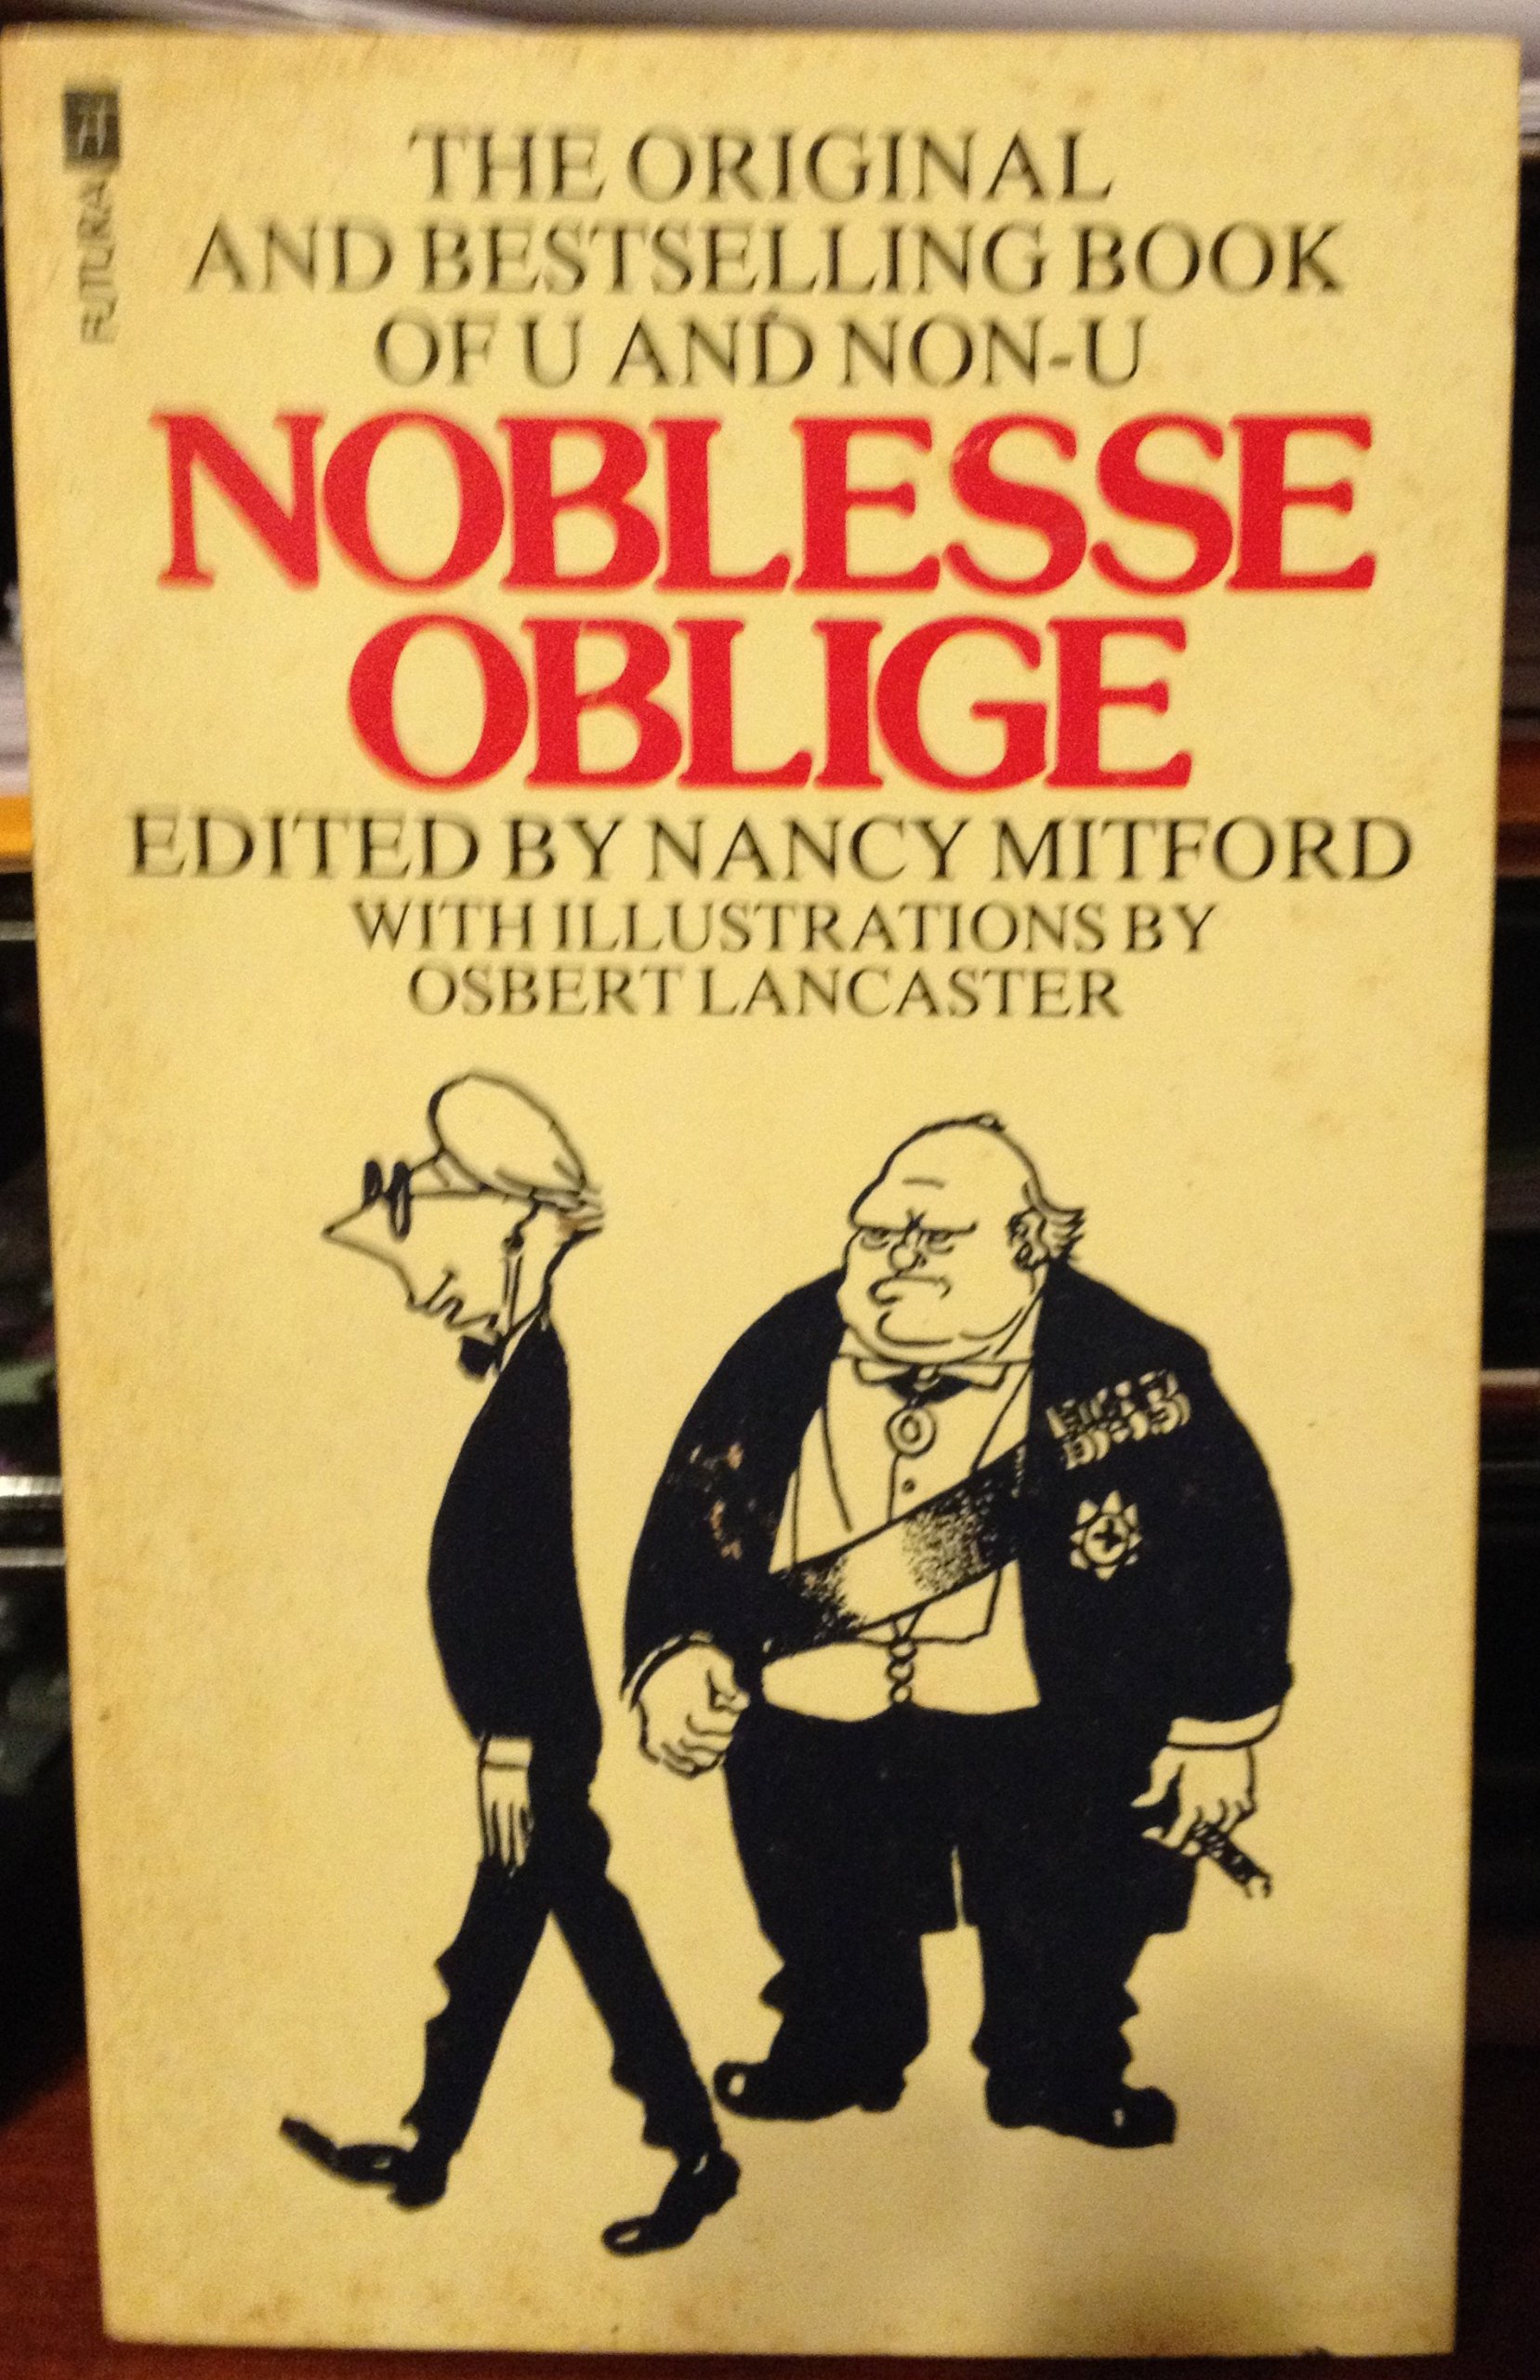 FUTURA
THE ORIGINAL
AND BESTSELLING BOOK
OF U AND NON-U
NOBLESSE
OBLIGE
EDITED BY NANCY MITFORD
WITH ILLUSTRATIONS BY
OSBERT LANCASTER